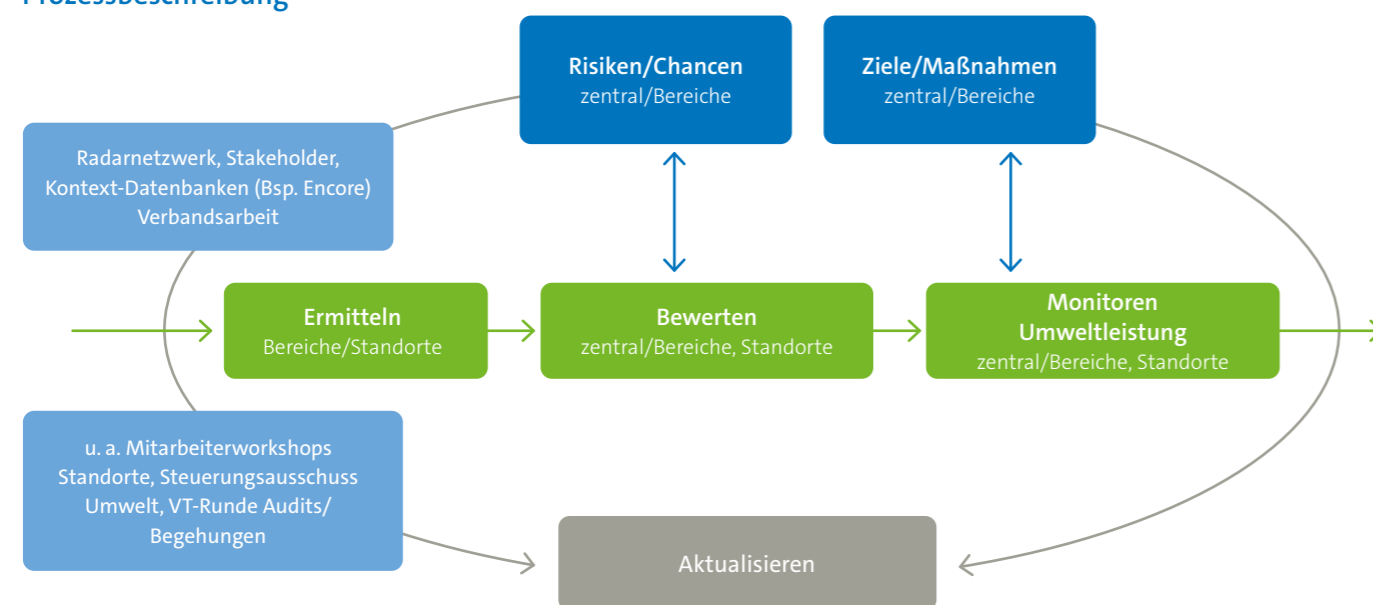 Prozessbeschreibung
Risiken/Chancen
zentral/Bereiche
Ziele/Maßnahmen
zentral/Bereiche
Radarnetzwerk, Stakeholder,
Kontext-Datenbanken (Bsp. Encore)
Verbandsarbeit
Ermitteln
Bereiche/Standorte
Bewerten
zentral/Bereiche, Standorte
Monitoren
Umweltleistung
zentral/Bereiche, Standorte
u. a. Mitarbeiterworkshops
Standorte, Steuerungsausschuss
Umwelt, VT-Runde Audits/
Begehungen
Aktualisieren